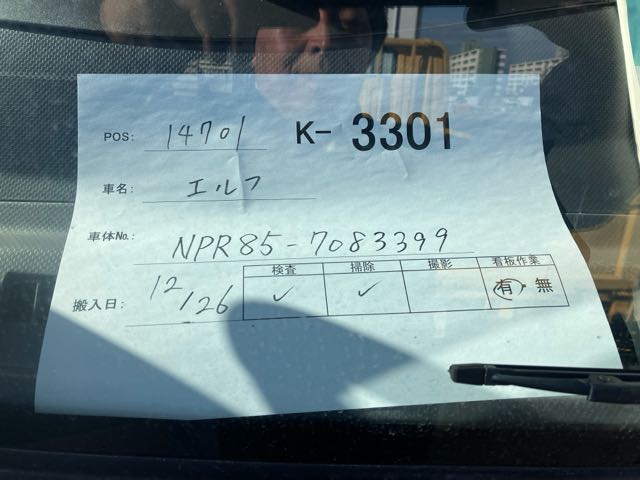 POS: 14701 K-3301
車名: エルフ
車体No.: NPR85-7083399
検査 掃除 撮影 看板作業
搬入日: 12/26 ✓ ✓ 有・無